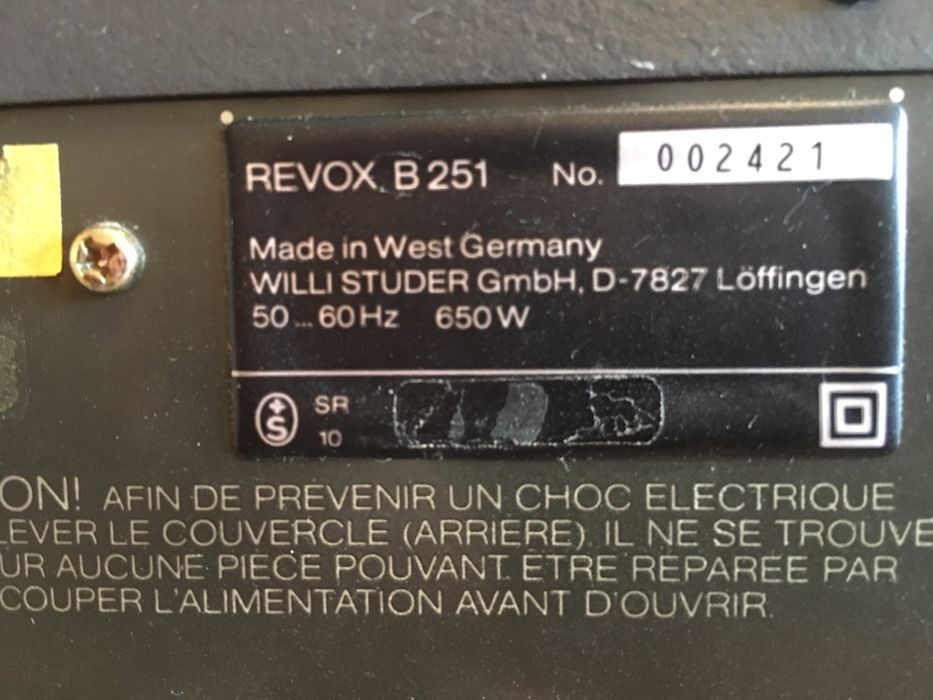 REVOX B 251 No. 002421
Made in West Germany
WILLI STUDER GmbH, D-7827 Löffingen
50...60 Hz 650 W
+S SR
10
ON! AFIN DE PREVENIR UN CHOC ELECTRIQUE
LEVER LE COUVERCLE (ARRIERE). IL NE SE TROUVE
UR AUCUNE PIECE POUVANT ETRE REPAREE PAR
COUPER L'ALIMENTATION AVANT D'OUVRIR.